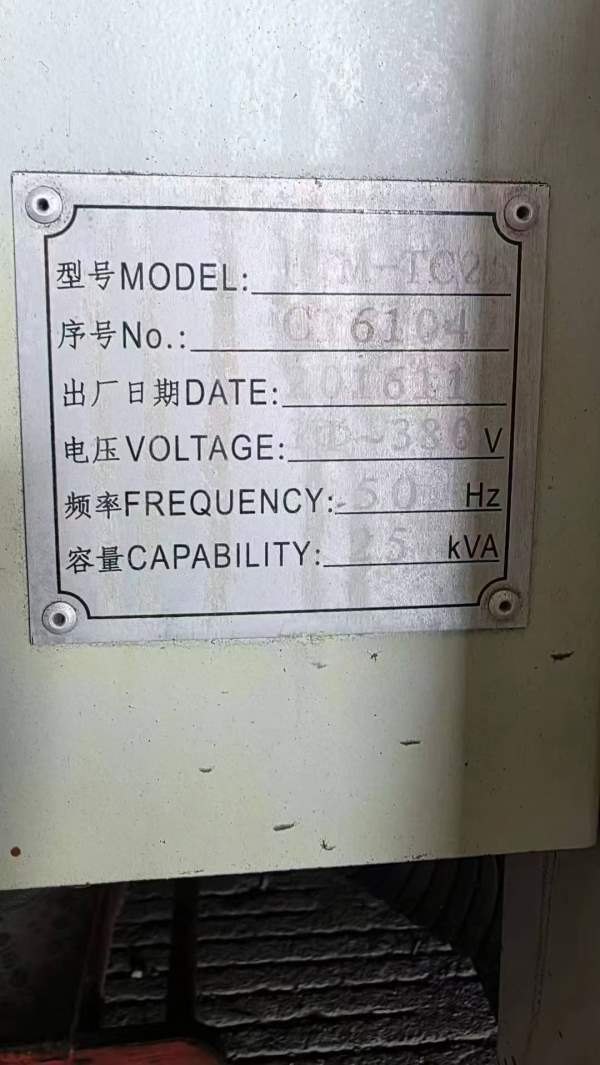 型号MODEL:
序号No.:
出厂日期DATE: 201611
电压VOLTAGE: ~380V
频率FREQUENCY: 50 Hz
容量CAPABILITY: 25 kVA